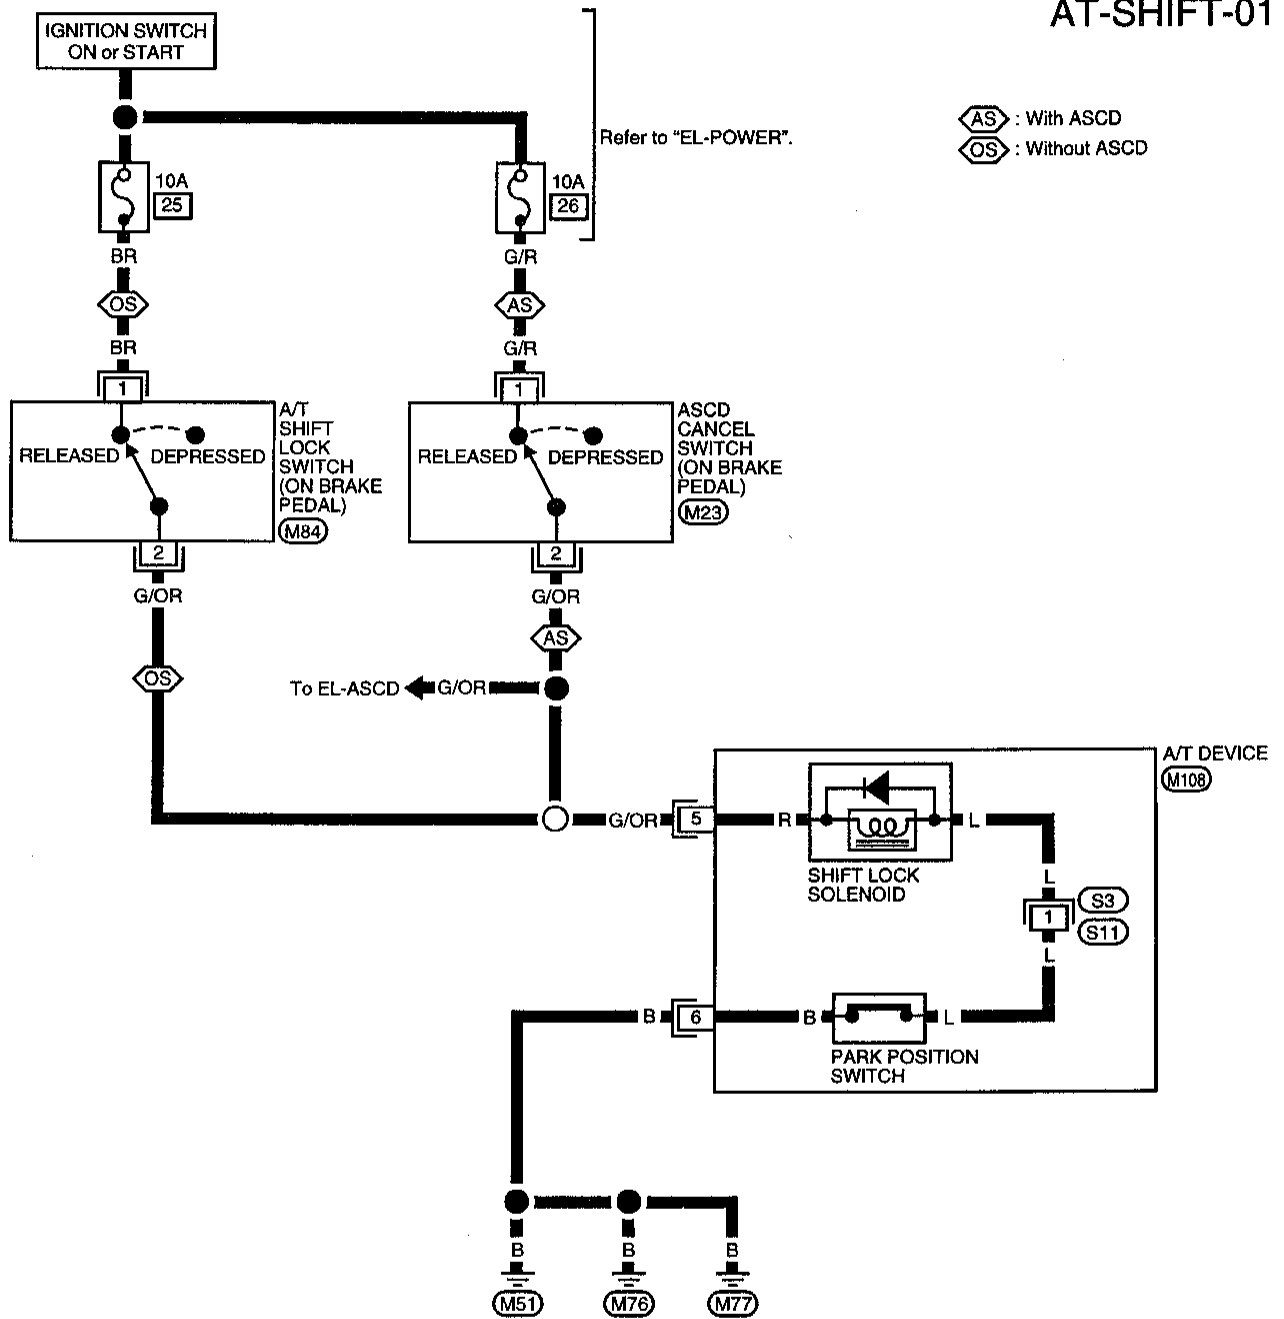 AT-SHIFT-01
IGNITION SWITCH
ON or START
Refer to "EL-POWER".
AS : With ASCD
OS : Without ASCD
10A
25
10A
26
BR
G/R
OS
AS
BR
G/R
1
1
A/T
SHIFT
LOCK
SWITCH
(ON BRAKE
PEDAL)
M84
RELEASED
DEPRESSED
ASCD
CANCEL
SWITCH
(ON BRAKE
PEDAL)
M23
RELEASED
DEPRESSED
2
2
G/OR
G/OR
AS
OS
To EL-ASCD
G/OR
A/T DEVICE
M108
G/OR
5
R
L
SHIFT LOCK
SOLENOID
L
1
S3
S11
L
B
6
B
L
PARK POSITION
SWITCH
B
B
B
M51
M76
M77